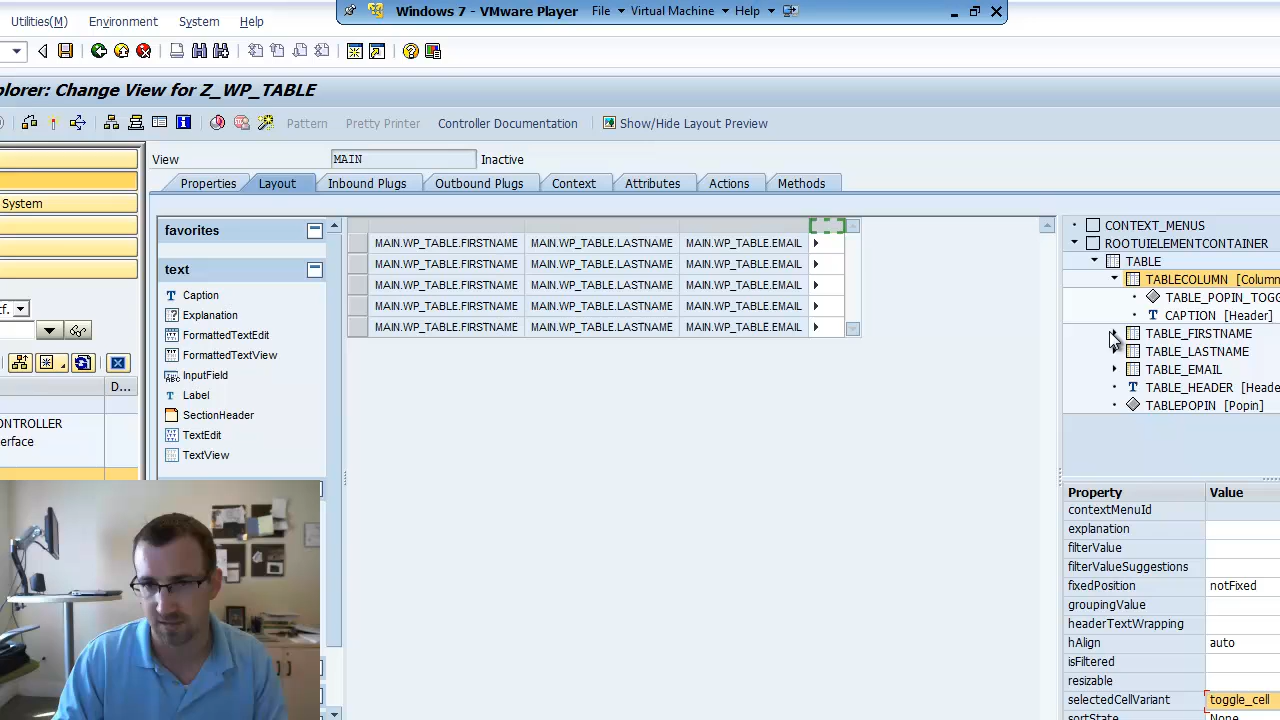 Utilities(M) Environment System Help
Windows 7 - VMware Player File Virtual Machine Help
plorer: Change View for Z_WP_TABLE
Pattern Pretty Printer Controller Documentation Show/Hide Layout Preview
View MAIN Inactive
Properties Layout Inbound Plugs Outbound Plugs Context Attributes Actions Methods
System
tf.
D...
ONTROLLER
erface
favorites
text
Caption
Explanation
FormattedTextEdit
FormattedTextView
InputField
Label
SectionHeader
TextEdit
TextView
MAIN.WP_TABLE.FIRSTNAME MAIN.WP_TABLE.LASTNAME MAIN.WP_TABLE.EMAIL
MAIN.WP_TABLE.FIRSTNAME MAIN.WP_TABLE.LASTNAME MAIN.WP_TABLE.EMAIL
MAIN.WP_TABLE.FIRSTNAME MAIN.WP_TABLE.LASTNAME MAIN.WP_TABLE.EMAIL
MAIN.WP_TABLE.FIRSTNAME MAIN.WP_TABLE.LASTNAME MAIN.WP_TABLE.EMAIL
MAIN.WP_TABLE.FIRSTNAME MAIN.WP_TABLE.LASTNAME MAIN.WP_TABLE.EMAIL
CONTEXT_MENUS
ROOTUIELEMENTCONTAINER
TABLE
TABLECOLUMN [Column
TABLE_POPIN_TOGG
CAPTION [Header]
TABLE_FIRSTNAME
TABLE_LASTNAME
TABLE_EMAIL
TABLE_HEADER [Heade
TABLEPOPIN [Popin]
Property Value
contextMenuId
explanation
filterValue
filterValueSuggestions
fixedPosition notFixed
groupingValue
headerTextWrapping
hAlign auto
isFiltered
resizable
selectedCellVariant toggle_cell
sortState None